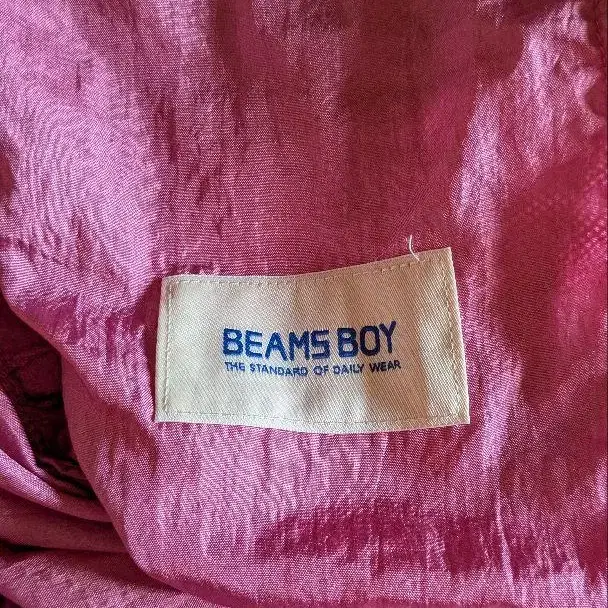 BEAMS BOY
THE STANDARD OF DAILY WEAR